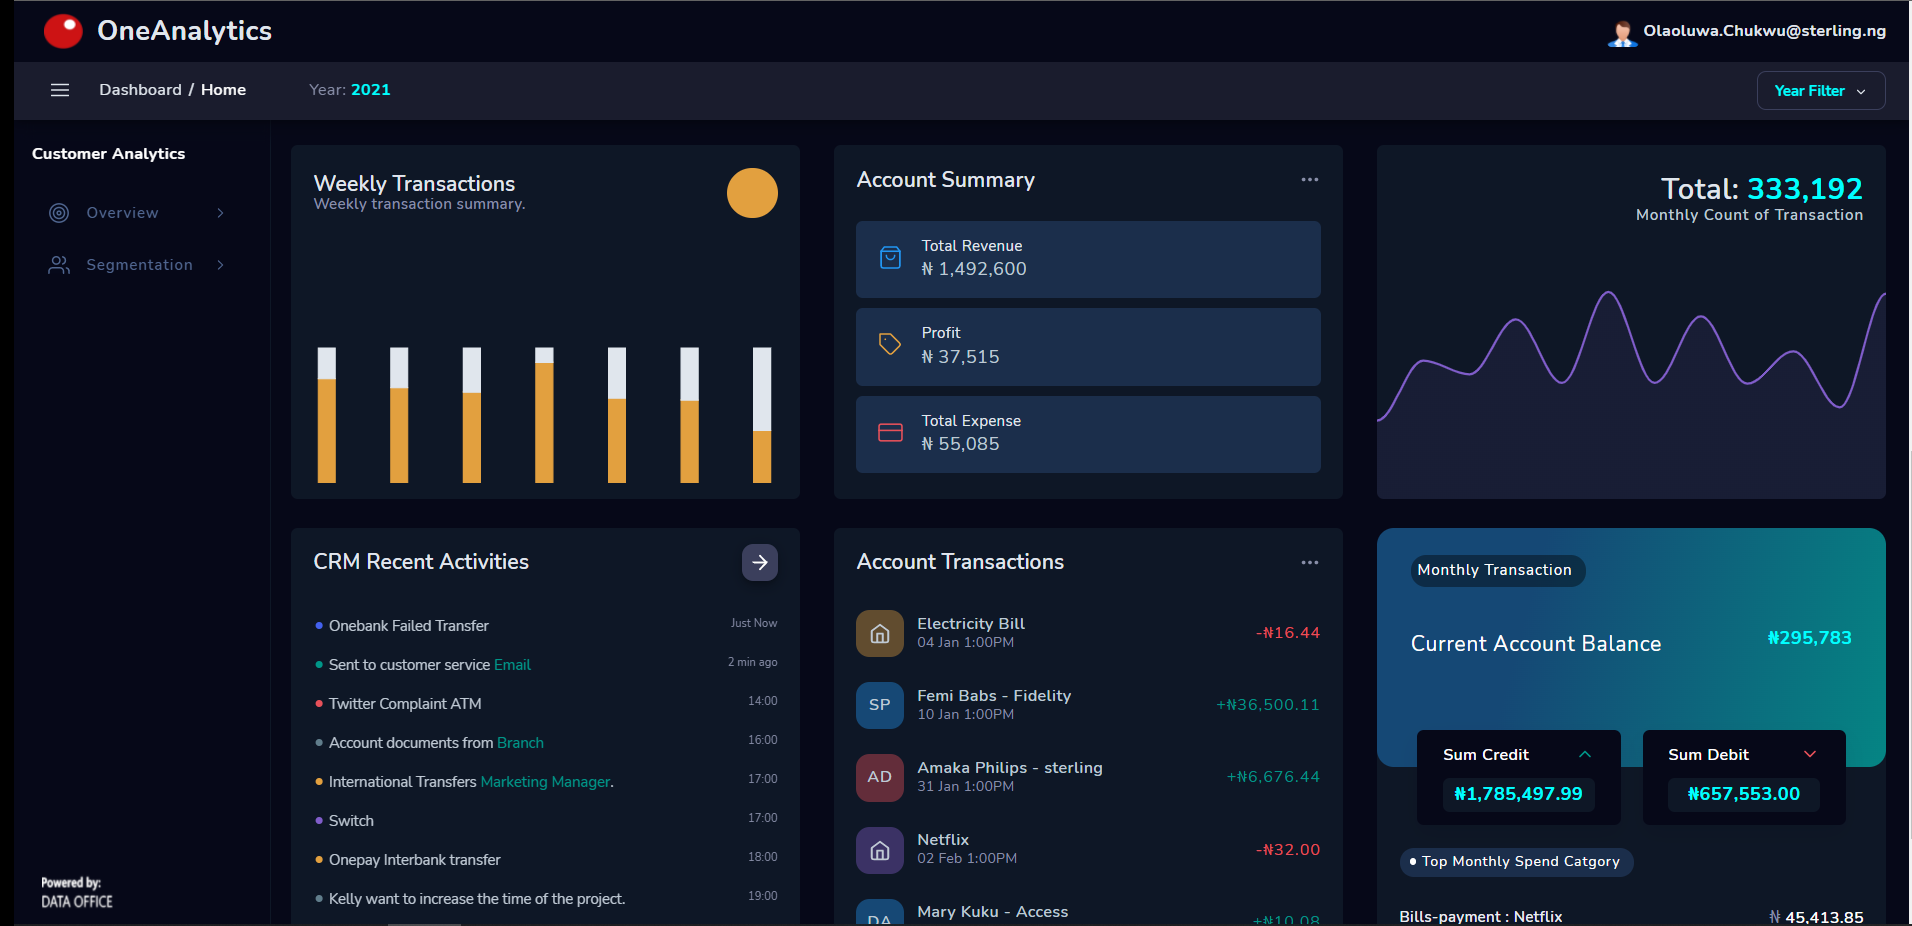 OneAnalytics
Olaoluwa.Chukwu@sterling.ng
Dashboard / Home
Year: 2021
Year Filter
Customer Analytics
Overview
Segmentation
Powered by:
DATA OFFICE
Weekly Transactions
Weekly transaction summary.
Account Summary
Total Revenue
₦ 1,492,600
Profit
₦ 37,515
Total Expense
₦ 55,085
Total: 333,192
Monthly Count of Transaction
CRM Recent Activities
Onebank Failed Transfer Just Now
Sent to customer service Email 2 min ago
Twitter Complaint ATM 14:00
Account documents from Branch 16:00
International Transfers Marketing Manager. 17:00
Switch 17:00
Onepay Interbank transfer 18:00
Kelly want to increase the time of the project. 19:00
Account Transactions
Electricity Bill
04 Jan 1:00PM
-₦16.44
SP
Femi Babs - Fidelity
10 Jan 1:00PM
+₦36,500.11
AD
Amaka Philips - sterling
31 Jan 1:00PM
+₦6,676.44
Netflix
02 Feb 1:00PM
-₦32.00
DA
Mary Kuku - Access
+₦10.08
Monthly Transaction
Current Account Balance ₦295,783
Sum Credit
₦1,785,497.99
Sum Debit
₦657,553.00
Top Monthly Spend Catgory
Bills-payment : Netflix ₦ 45,413.85